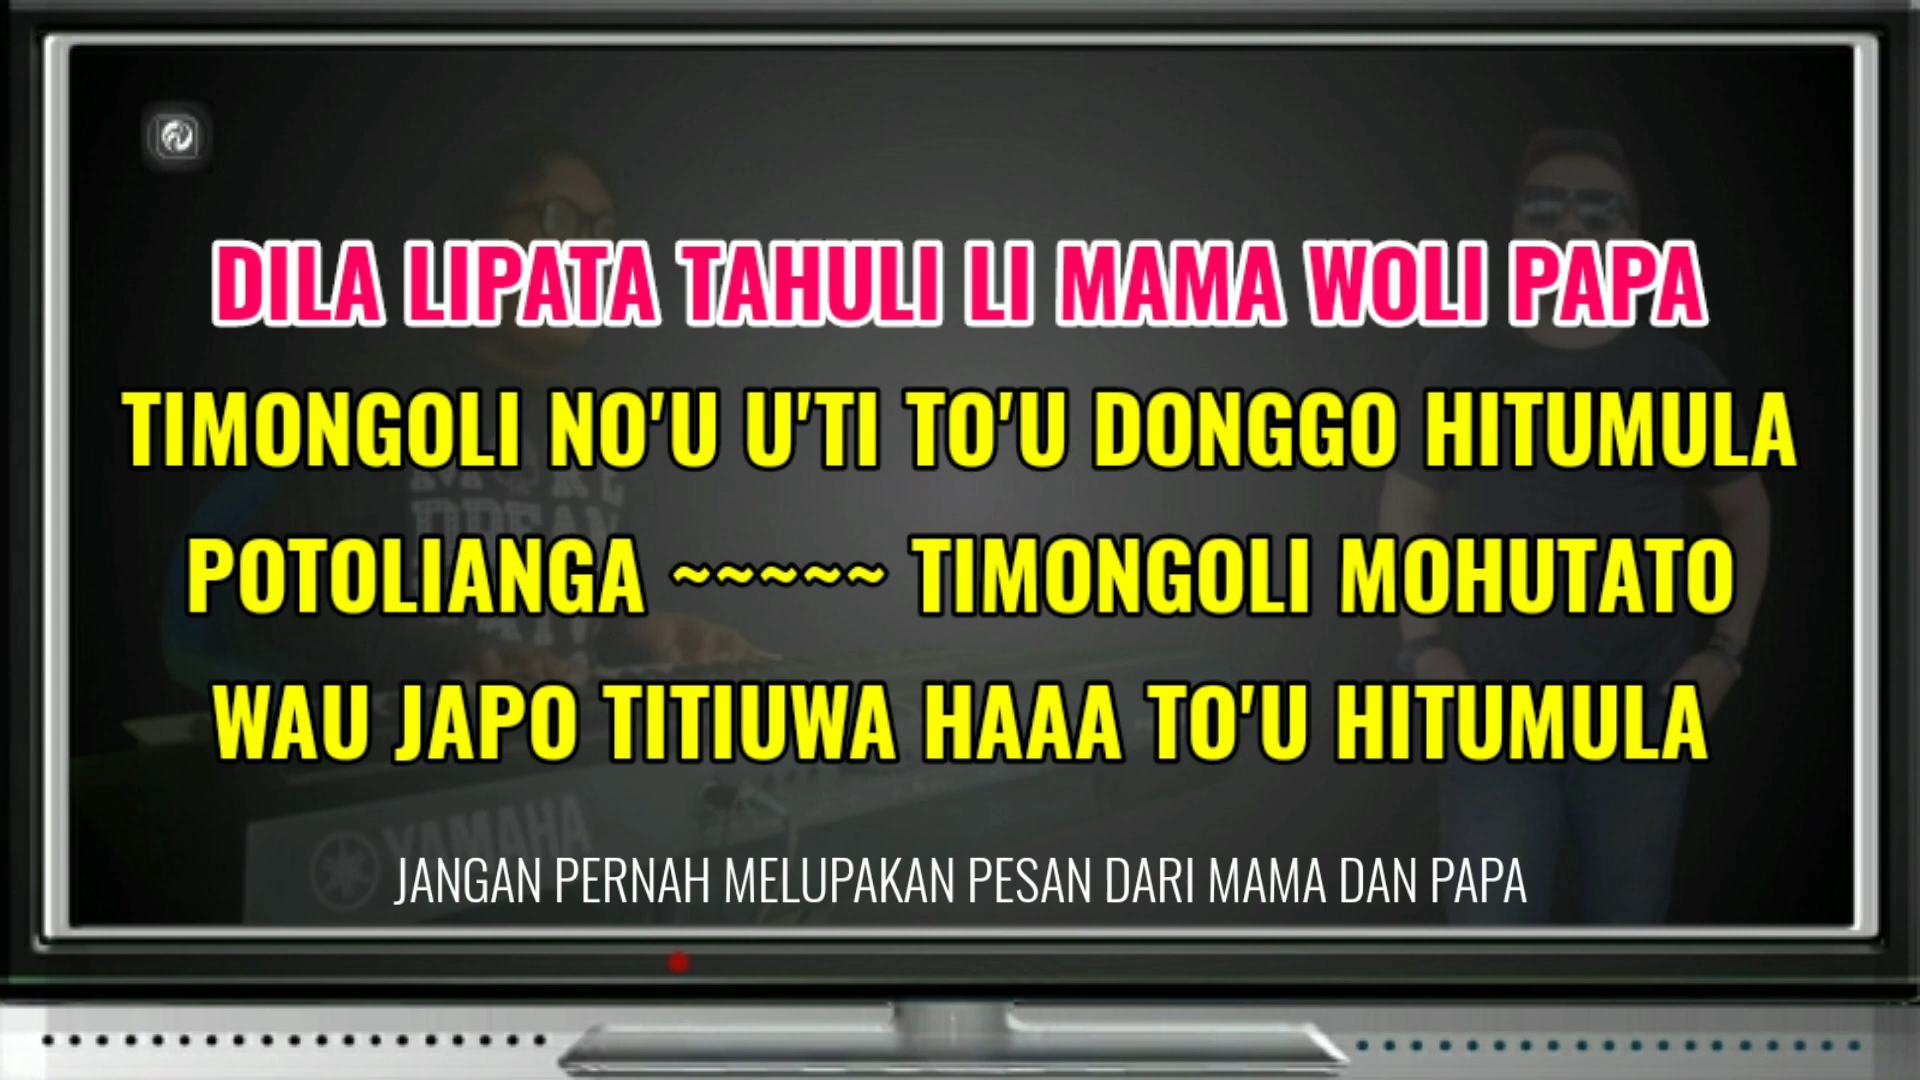 DILA LIPATA TAHULI LI MAMA WOLI PAPA
TIMONGOLI NO'U U'TI TO'U DONGGO HITUMULA
POTOLIANGA ~~~~~ TIMONGOLI MOHUTATO
WAU JAPO TITIUWA HAAA TO'U HITUMULA
YAMAHA
JANGAN PERNAH MELUPAKAN PESAN DARI MAMA DAN PAPA